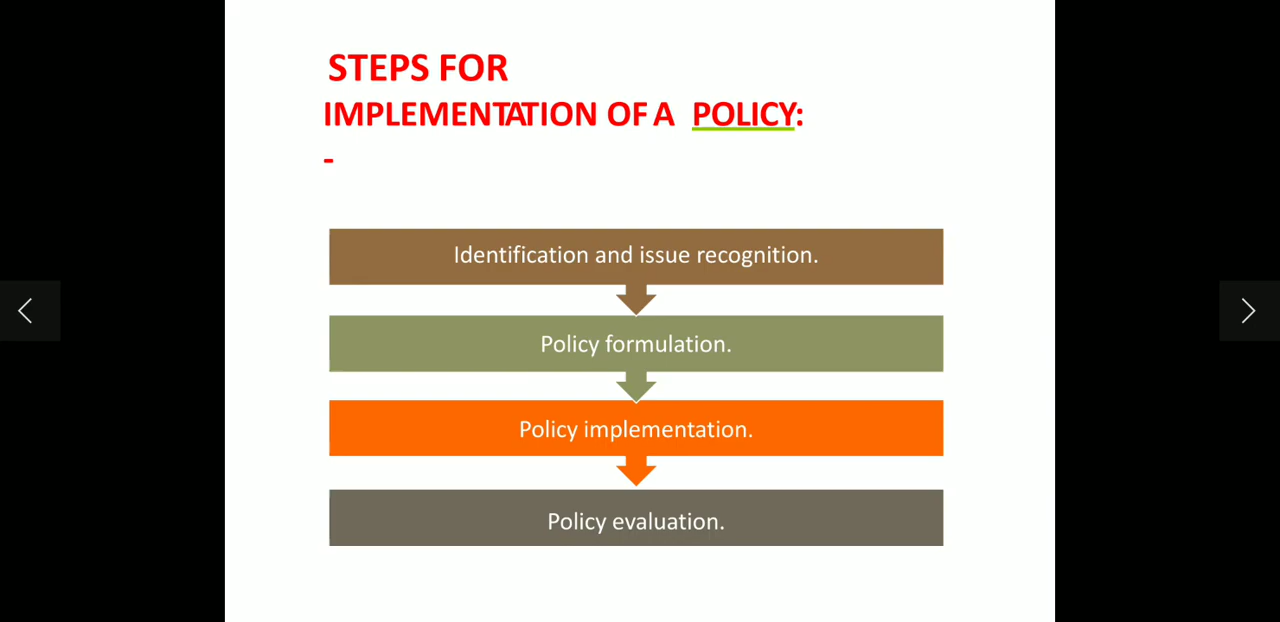 STEPS FOR
IMPLEMENTATION OF A POLICY:
-
Identification and issue recognition.
Policy formulation.
Policy implementation.
Policy evaluation.